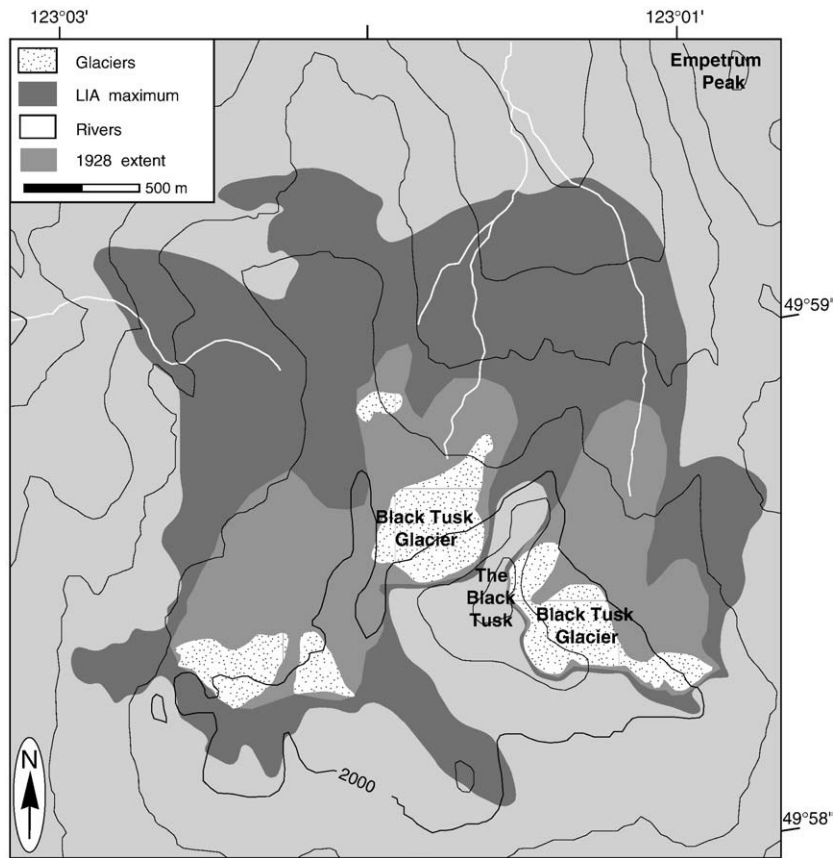 123°03'
123°01'
Glaciers
LIA maximum
Rivers
1928 extent
500 m
Empetrum
Peak
49°59'
Black Tusk
Glacier
The
Black
Tusk
Black Tusk
Glacier
2000
N
49°58'